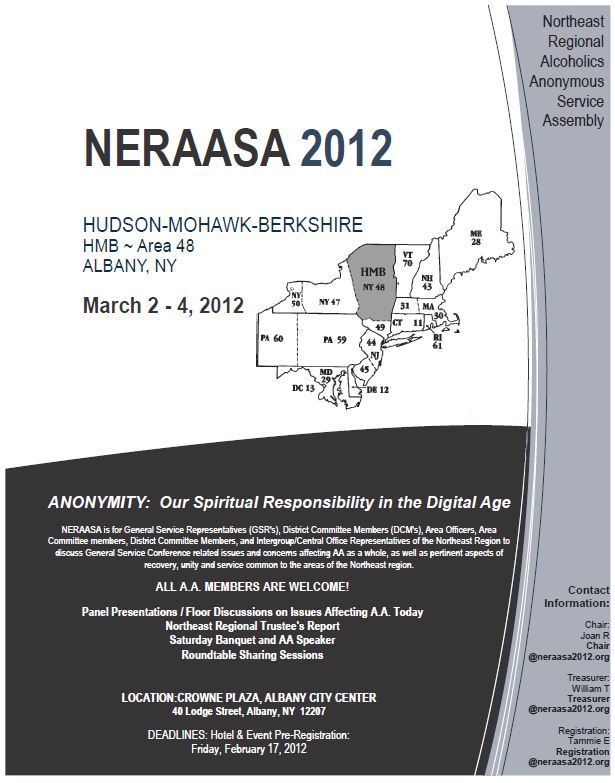 Northeast
Regional
Alcoholics
Anonymous
Service
Assembly
NERAASA 2012
HUDSON-MOHAWK-BERKSHIRE
HMB ~ Area 48
ALBANY, NY
March 2 - 4, 2012
ME
28
VT
70
HMB
NY 48
NH
43
NY
50
NY 47
31
MA
30
49
CT
11
RI
61
PA 60
PA 59
44
NJ
45
MD
29
DC 13
DE 12
ANONYMITY: Our Spiritual Responsibility in the Digital Age
NERAASA is for General Service Representatives (GSR's), District Committee Members (DCM's), Area Officers, Area
Committee members, District Committee Members, and Intergroup/Central Office Representatives of the Northeast Region to
discuss General Service Conference related issues and concerns affecting AA as a whole, as well as pertinent aspects of
recovery, unity and service common to the areas of the Northeast region.
ALL A.A. MEMBERS ARE WELCOME!
Panel Presentations / Floor Discussions on Issues Affecting A.A. Today
Northeast Regional Trustee's Report
Saturday Banquet and AA Speaker
Roundtable Sharing Sessions
LOCATION:CROWNE PLAZA, ALBANY CITY CENTER
40 Lodge Street, Albany, NY 12207
DEADLINES: Hotel & Event Pre-Registration:
Friday, February 17, 2012
Contact
Information:
Chair:
Joan R
Chair
@neraasa2012.org
Treasurer:
William T
Treasurer
@neraasa2012.org
Registration:
Tammie E
Registration
@neraasa2012.org